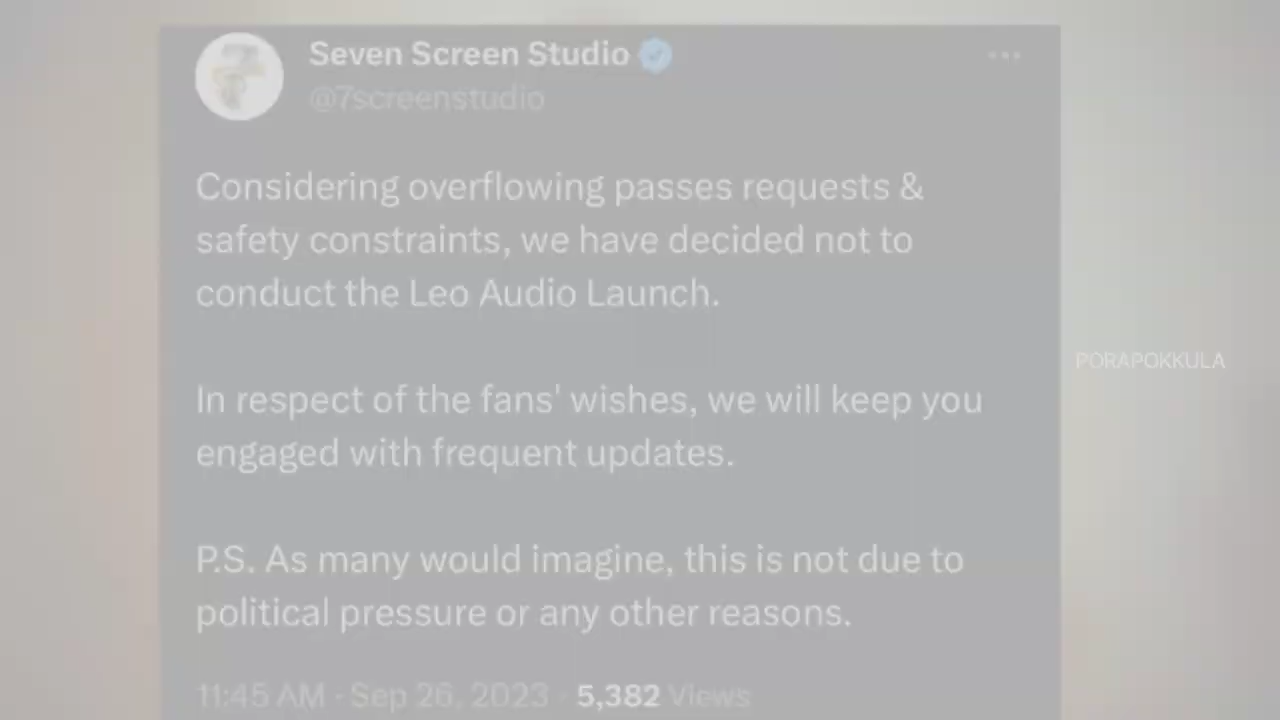 Seven Screen Studio
@7screenstudio
Considering overflowing passes requests &
safety constraints, we have decided not to
conduct the Leo Audio Launch.
In respect of the fans' wishes, we will keep you
engaged with frequent updates.
P.S. As many would imagine, this is not due to
political pressure or any other reasons.
11:45 AM · Sep 26, 2023 · 5,382 Views
PORAPOKKULA